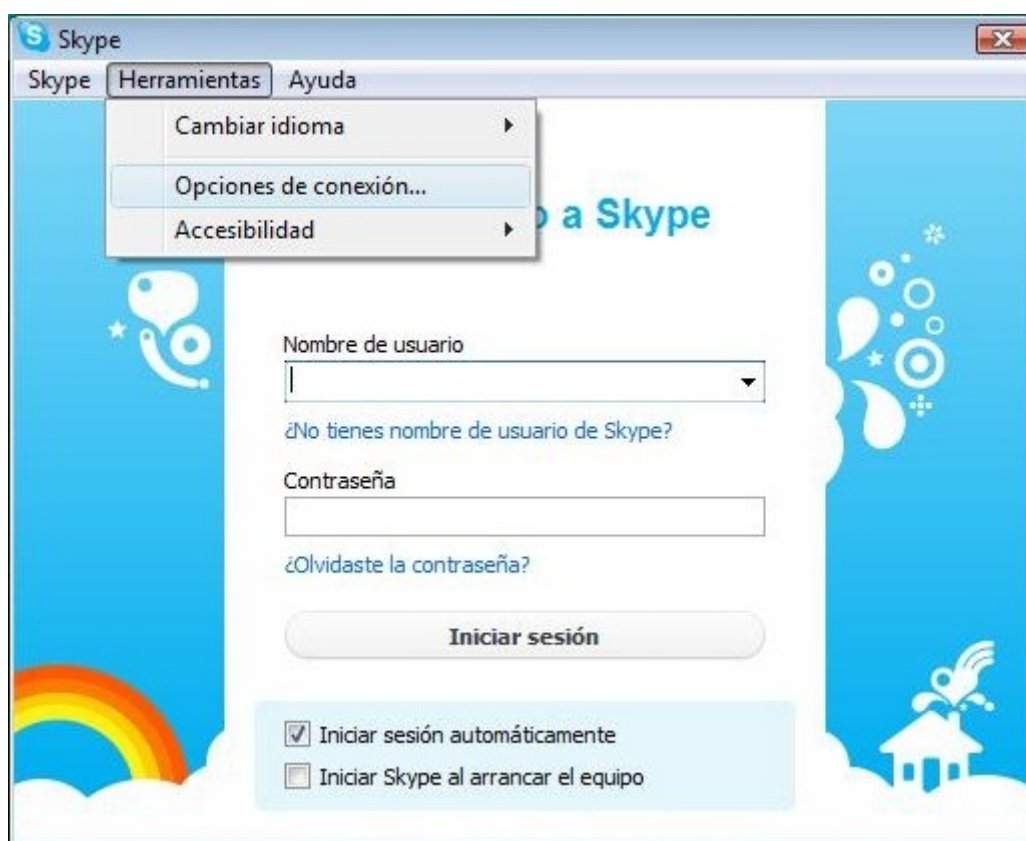 Skype
Skype Herramientas Ayuda
Cambiar idioma
Opciones de conexión...
Accesibilidad
a Skype
Nombre de usuario
¿No tienes nombre de usuario de Skype?
Contraseña
¿Olvidaste la contraseña?
Iniciar sesión
Iniciar sesión automáticamente
Iniciar Skype al arrancar el equipo